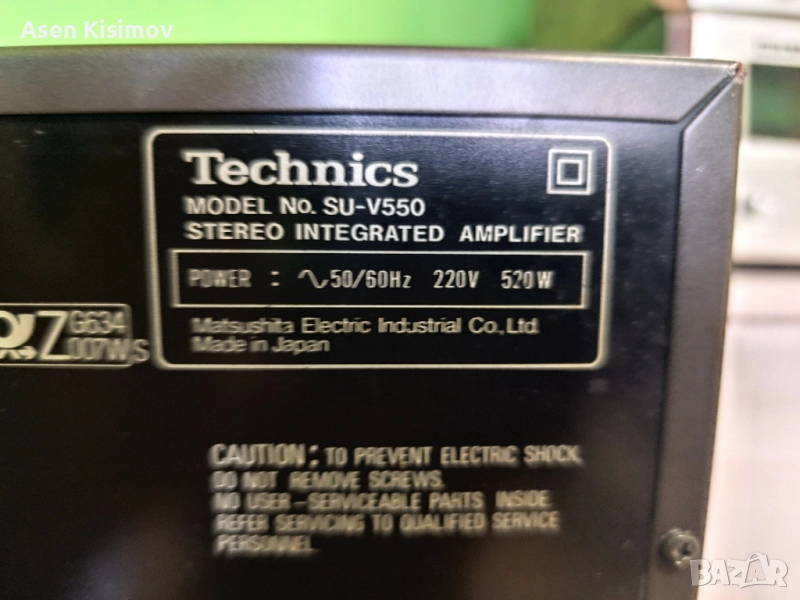 Asen Kisimov
Technics
MODEL No. SU-V550
STEREO INTEGRATED AMPLIFIER
POWER : ∿50/60Hz 220V 520W
Matsushita Electric Industrial Co., Ltd.
Made in Japan
Z G634
007WS
CAUTION: TO PREVENT ELECTRIC SHOCK
DO NOT REMOVE SCREWS.
NO USER-SERVICEABLE PARTS INSIDE
REFER SERVICING TO QUALIFIED SERVICE
PERSONNEL.
BAZAR